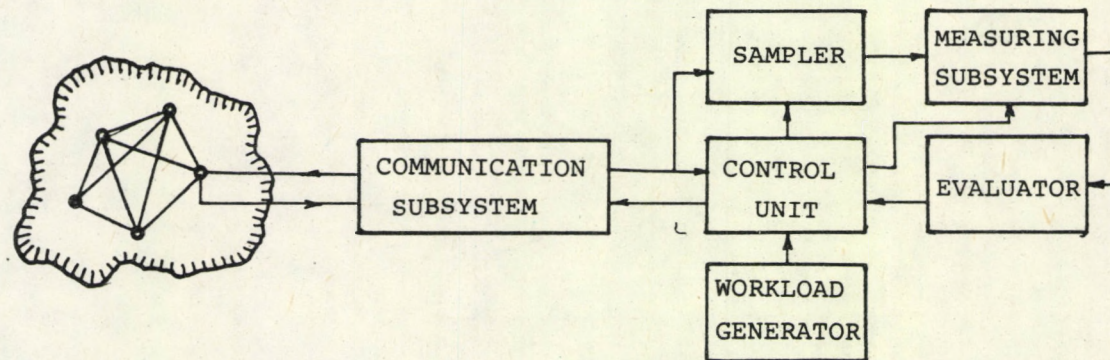 SAMPLER
MEASURING
SUBSYSTEM
COMMUNICATION
SUBSYSTEM
CONTROL
UNIT
EVALUATOR
WORKLOAD
GENERATOR